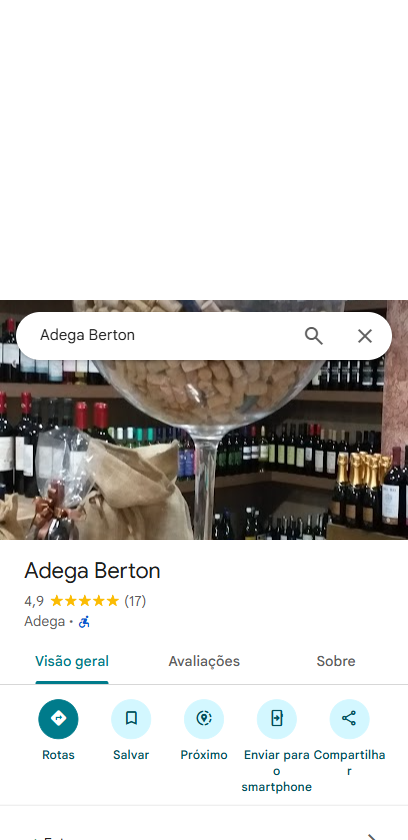 Adega Berton
Adega Berton
4,9 (17)
Adega ·
Visão geral Avaliações Sobre
Rotas Salvar Próximo Enviar para o smartphone Compartilhar